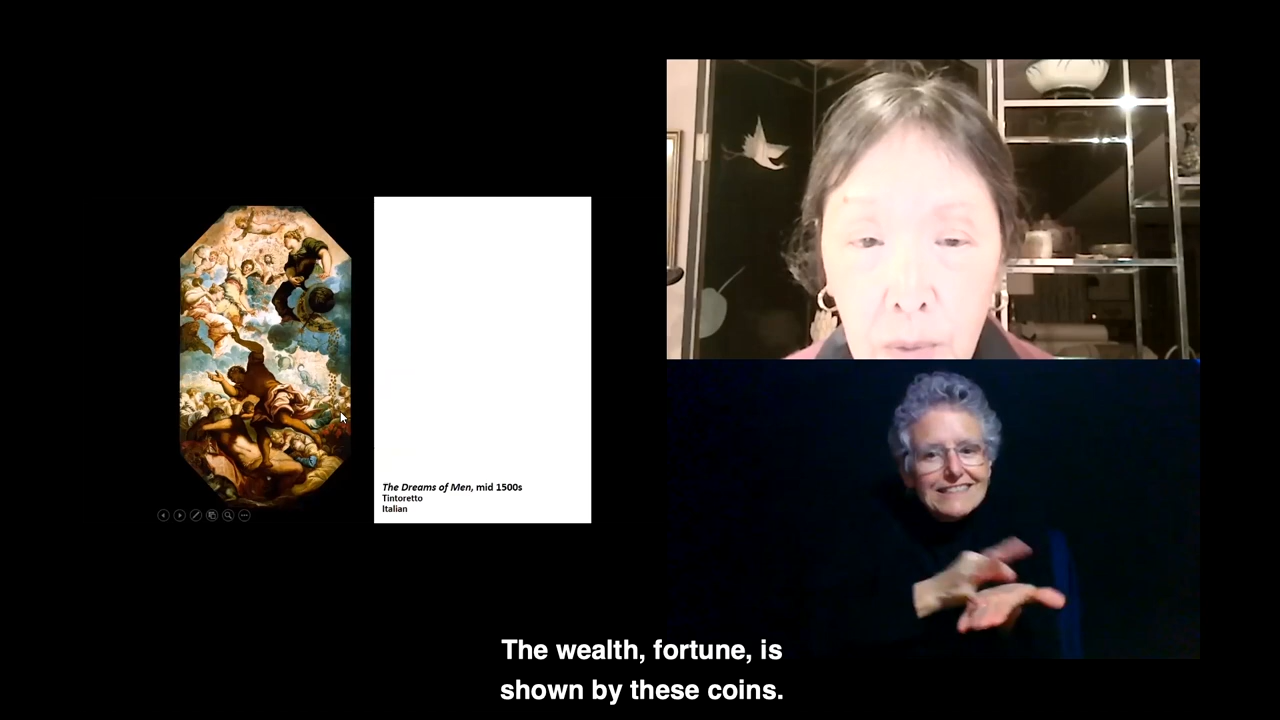 The Dreams of Men, mid 1500s
Tintoretto
Italian
The wealth, fortune, is
shown by these coins.